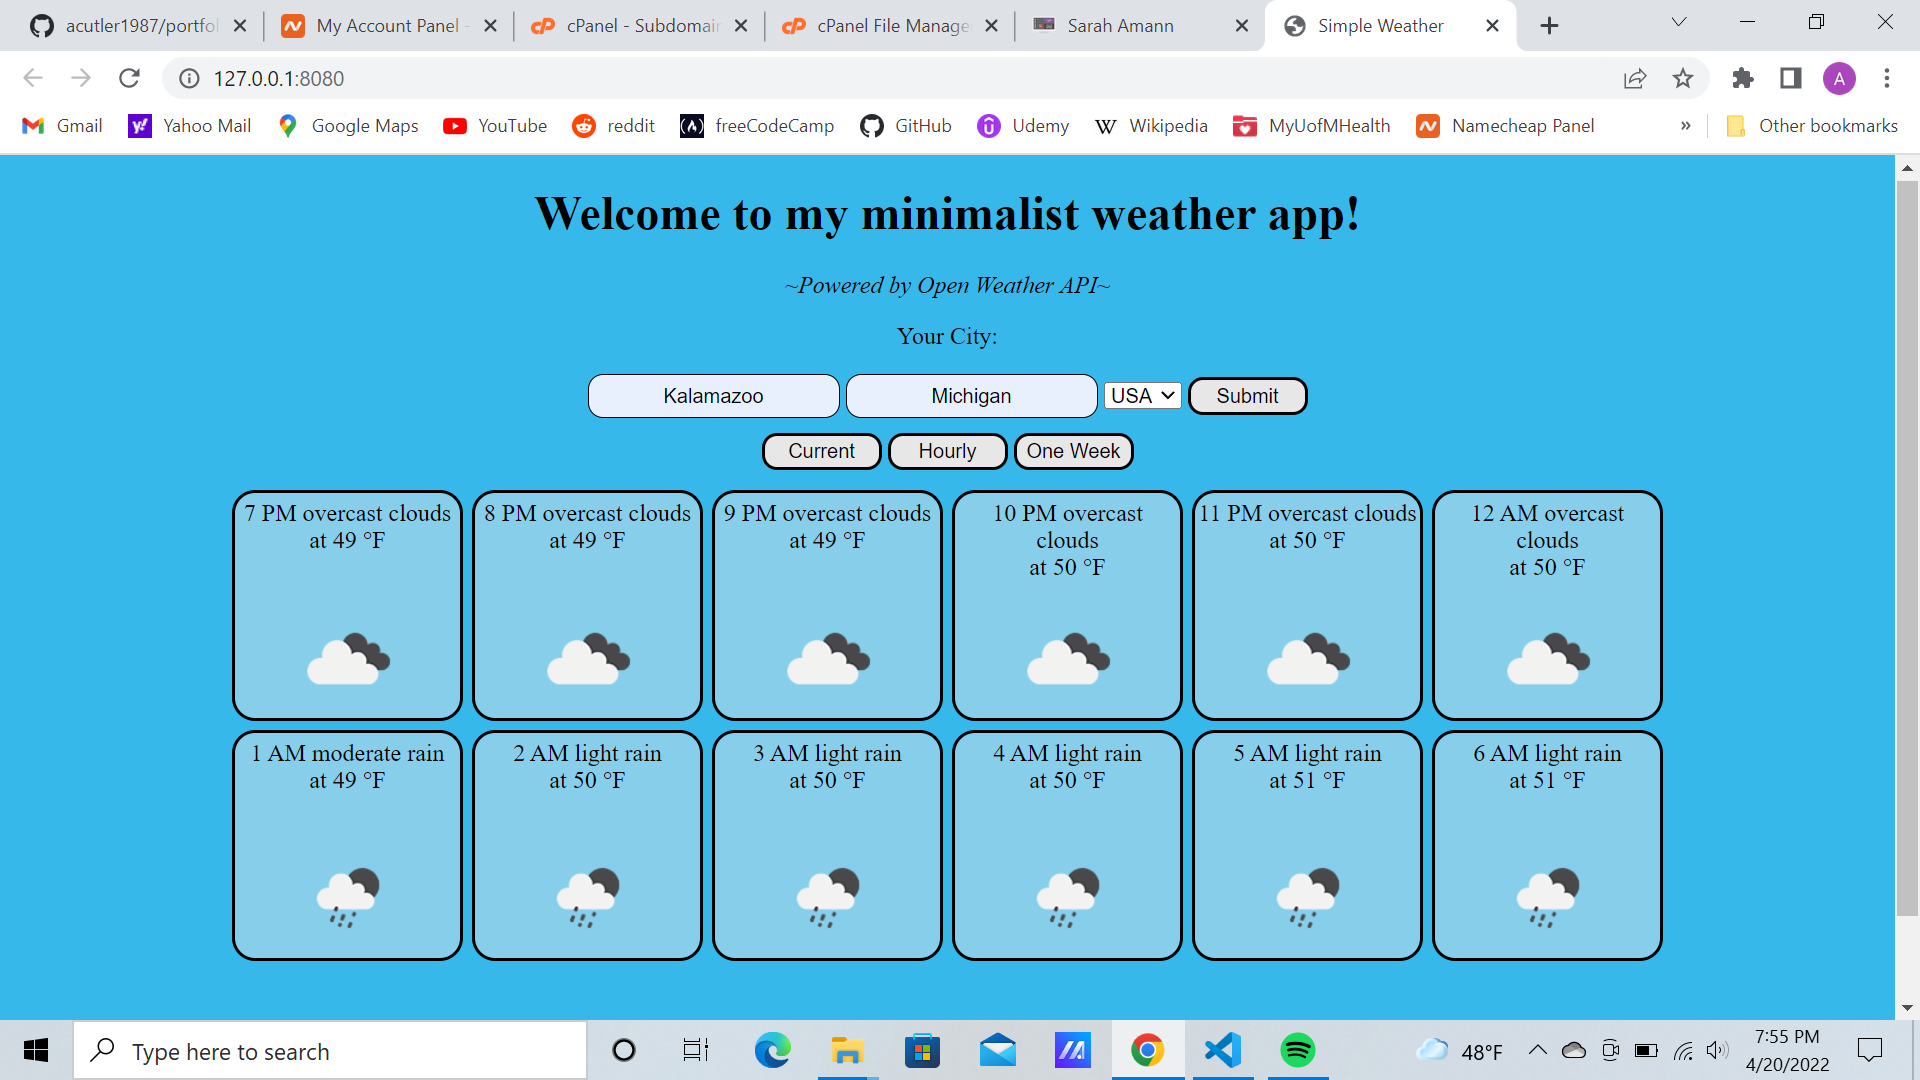 acutler1987/portfol
My Account Panel -
cPanel - Subdomain
cPanel File Manage
Sarah Amann
Simple Weather
127.0.0.1:8080
A
Gmail
Yahoo Mail
Google Maps
YouTube
reddit
freeCodeCamp
GitHub
Udemy
Wikipedia
MyUofMHealth
Namecheap Panel
»
Other bookmarks
Welcome to my minimalist weather app!
~Powered by Open Weather API~
Your City:
Kalamazoo
Michigan
USA
Submit
Current
Hourly
One Week
7 PM overcast clouds
at 49 °F
8 PM overcast clouds
at 49 °F
9 PM overcast clouds
at 49 °F
10 PM overcast
clouds
at 50 °F
11 PM overcast clouds
at 50 °F
12 AM overcast
clouds
at 50 °F
1 AM moderate rain
at 49 °F
2 AM light rain
at 50 °F
3 AM light rain
at 50 °F
4 AM light rain
at 50 °F
5 AM light rain
at 51 °F
6 AM light rain
at 51 °F
Type here to search
48°F
7:55 PM
4/20/2022